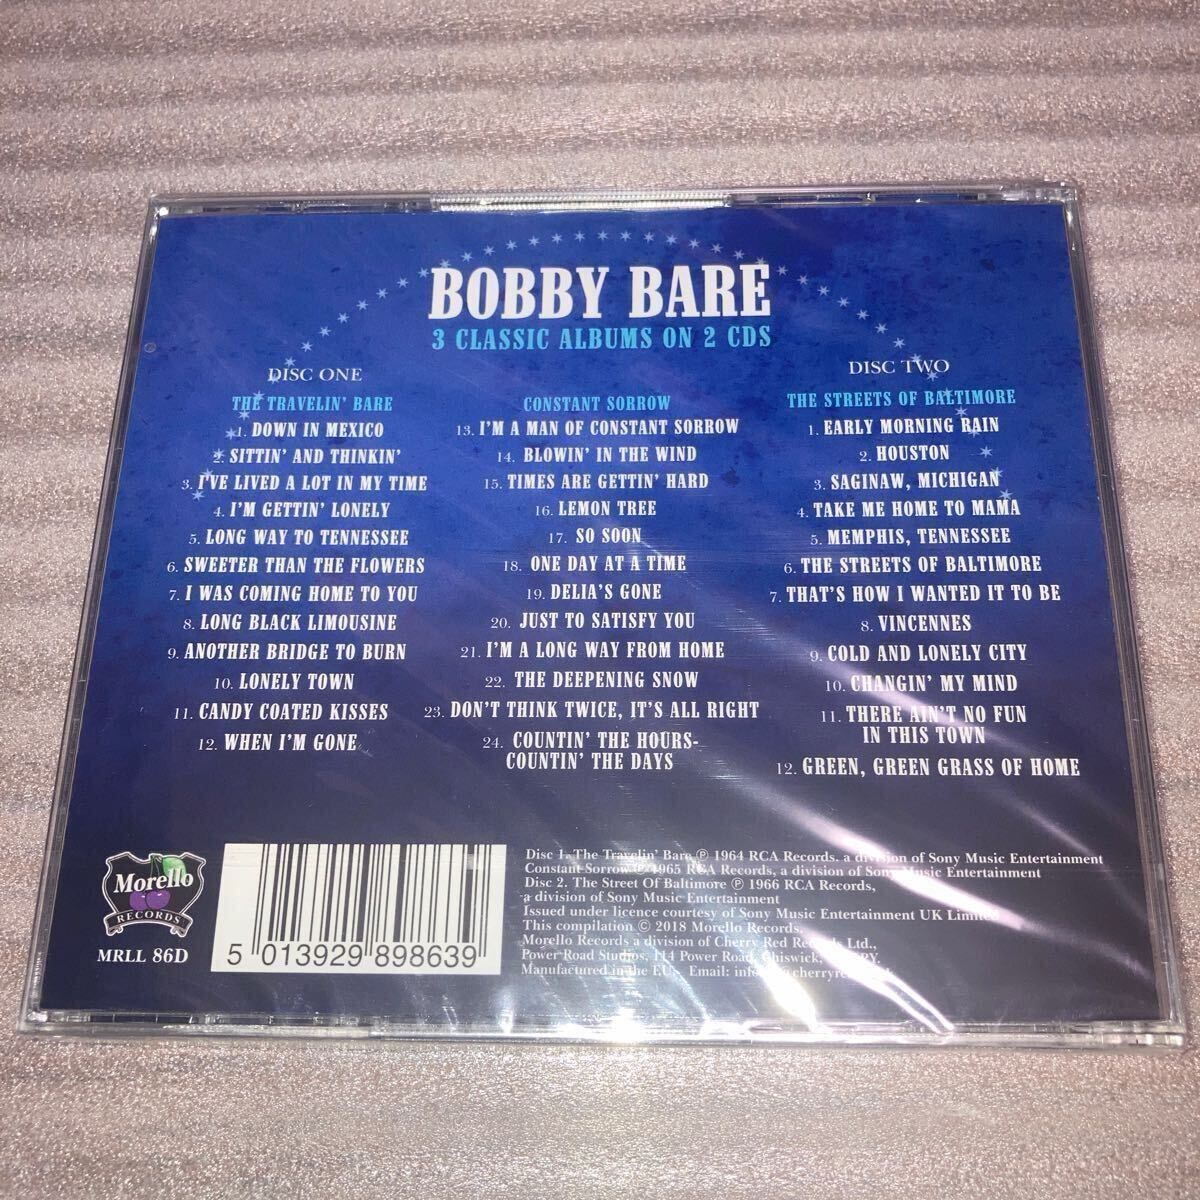 BOBBY BARE
3 CLASSIC ALBUMS ON 2 CDS
DISC ONE
THE TRAVELIN' BARE
1. DOWN IN MEXICO
2. SITTIN' AND THINKIN'
3. I'VE LIVED A LOT IN MY TIME
4. I'M GETTIN' LONELY
5. LONG WAY TO TENNESSEE
6. SWEETER THAN THE FLOWERS
7. I WAS COMING HOME TO YOU
8. LONG BLACK LIMOUSINE
9. ANOTHER BRIDGE TO BURN
10. LONELY TOWN
11. CANDY COATED KISSES
12. WHEN I'M GONE
CONSTANT SORROW
13. I'M A MAN OF CONSTANT SORROW
14. BLOWIN' IN THE WIND
15. TIMES ARE GETTIN' HARD
16. LEMON TREE
17. SO SOON
18. ONE DAY AT A TIME
19. DELIA'S GONE
20. JUST TO SATISFY YOU
21. I'M A LONG WAY FROM HOME
22. THE DEEPENING SNOW
23. DON'T THINK TWICE, IT'S ALL RIGHT
24. COUNTIN' THE HOURS-
COUNTIN' THE DAYS
DISC TWO
THE STREETS OF BALTIMORE
1. EARLY MORNING RAIN
2. HOUSTON
3. SAGINAW, MICHIGAN
4. TAKE ME HOME TO MAMA
5. MEMPHIS, TENNESSEE
6. THE STREETS OF BALTIMORE
7. THAT'S HOW I WANTED IT TO BE
8. VINCENNES
9. COLD AND LONELY CITY
10. CHANGIN' MY MIND
11. THERE AIN'T NO FUN
IN THIS TOWN
12. GREEN, GREEN GRASS OF HOME
Morello
RECORDS
MRLL 86D
5 013929 898639
Disc 1. The Travelin' Bare ℗ 1964 RCA Records. a division of Sony Music Entertainment
Constant Sorrow ℗ 1965 RCA Records, a division of Sony Music Entertainment
Disc 2. The Street Of Baltimore ℗ 1966 RCA Records,
a division of Sony Music Entertainment
Issued under licence courtesy of Sony Music Entertainment UK Limited
This compilation © 2018 Morello Records.
Morello Records a division of Cherry Red Records Ltd.,
Power Road Studios, 114 Power Road, Chiswick,
Manufactured in the EU - Email: